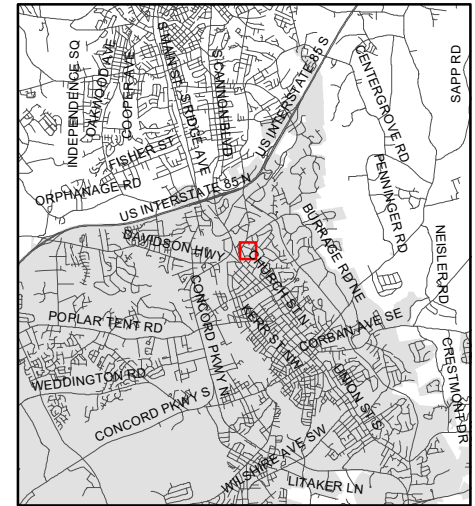 INDEPENDENCE SQ
OAKWOOD AVE
COOPER AVE
S MAIN ST
S RIDGE AVE
S CANNON BLVD
US INTERSTATE 85 S
CENTERGROVE RD
SAPP RD
FISHER ST
ORPHANAGE RD
PENNINGER RD
US INTERSTATE 85 N
DAVIDSON HWY
BURRAGE RD NE
NEISLER RD
CHURCH ST N
CONCORD PKWY N
POPLAR TENT RD
KERR ST NW
CORBAN AVE SE
WEDDINGTON RD
CRESTMONT DR
UNION ST S
CONCORD PKWY S
WILSHIRE AVE SW
LITAKER LN